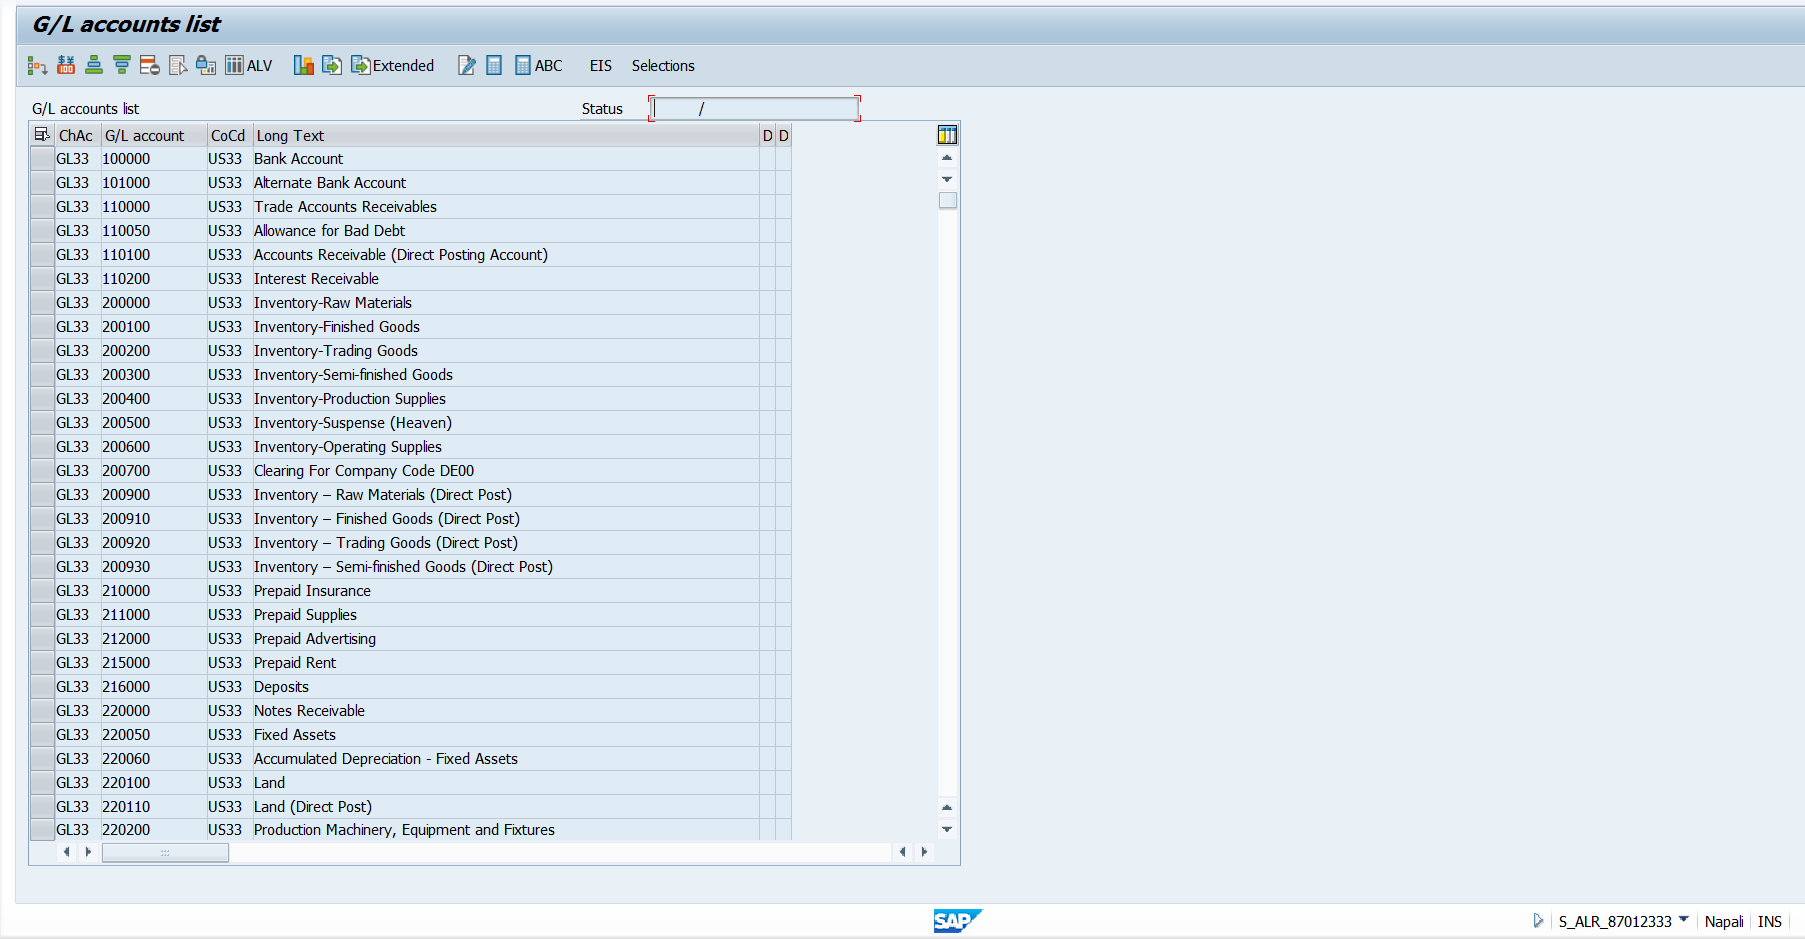 G/L accounts list
ALV Extended ABC EIS Selections
G/L accounts list Status /
ChAc G/L account CoCd Long Text D D
GL33 100000 US33 Bank Account
GL33 101000 US33 Alternate Bank Account
GL33 110000 US33 Trade Accounts Receivables
GL33 110050 US33 Allowance for Bad Debt
GL33 110100 US33 Accounts Receivable (Direct Posting Account)
GL33 110200 US33 Interest Receivable
GL33 200000 US33 Inventory-Raw Materials
GL33 200100 US33 Inventory-Finished Goods
GL33 200200 US33 Inventory-Trading Goods
GL33 200300 US33 Inventory-Semi-finished Goods
GL33 200400 US33 Inventory-Production Supplies
GL33 200500 US33 Inventory-Suspense (Heaven)
GL33 200600 US33 Inventory-Operating Supplies
GL33 200700 US33 Clearing For Company Code DE00
GL33 200900 US33 Inventory – Raw Materials (Direct Post)
GL33 200910 US33 Inventory – Finished Goods (Direct Post)
GL33 200920 US33 Inventory – Trading Goods (Direct Post)
GL33 200930 US33 Inventory – Semi-finished Goods (Direct Post)
GL33 210000 US33 Prepaid Insurance
GL33 211000 US33 Prepaid Supplies
GL33 212000 US33 Prepaid Advertising
GL33 215000 US33 Prepaid Rent
GL33 216000 US33 Deposits
GL33 220000 US33 Notes Receivable
GL33 220050 US33 Fixed Assets
GL33 220060 US33 Accumulated Depreciation - Fixed Assets
GL33 220100 US33 Land
GL33 220110 US33 Land (Direct Post)
GL33 220200 US33 Production Machinery, Equipment and Fixtures
SAP S_ALR_87012333 Napali INS